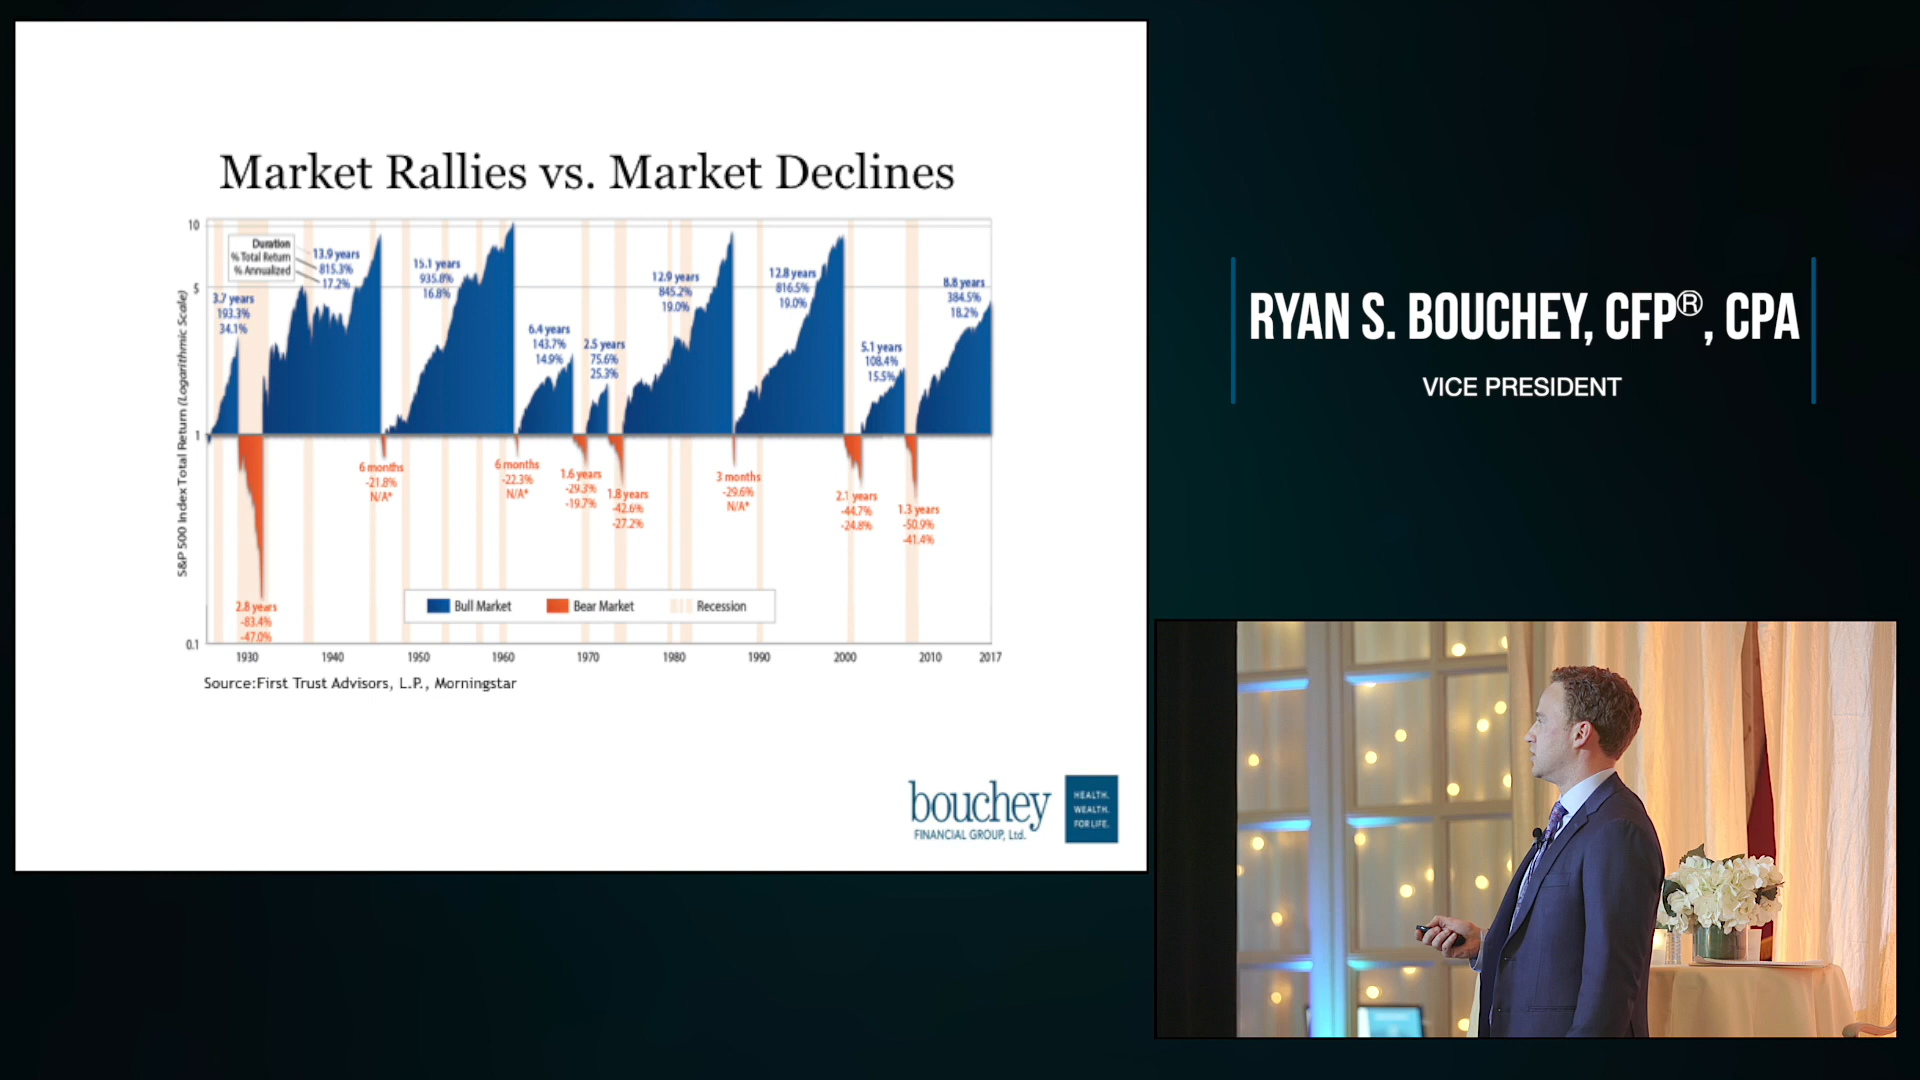 Market Rallies vs. Market Declines
S&P 500 Index Total Return (Logarithmic Scale)
10
5
1
0.1
Duration
% Total Return
% Annualized
3.7 years
193.3%
34.1%
13.9 years
815.3%
17.2%
15.1 years
935.8%
16.8%
6.4 years
143.7%
14.9%
2.5 years
75.6%
25.3%
12.9 years
845.2%
19.0%
12.8 years
816.5%
19.0%
5.1 years
108.4%
15.5%
8.8 years
384.5%
18.2%
2.8 years
-83.4%
-47.0%
6 months
-21.8%
N/A*
6 months
-22.3%
N/A*
1.6 years
-29.3%
-19.7%
1.8 years
-42.6%
-27.2%
3 months
-29.6%
N/A*
2.1 years
-44.7%
-24.8%
1.3 years
-50.9%
-41.4%
Bull Market Bear Market Recession
1930 1940 1950 1960 1970 1980 1990 2000 2010 2017
Source:First Trust Advisors, L.P., Morningstar
bouchey
FINANCIAL GROUP, Ltd.
HEALTH.
WEALTH.
FOR LIFE.
RYAN S. BOUCHEY, CFP®, CPA
VICE PRESIDENT